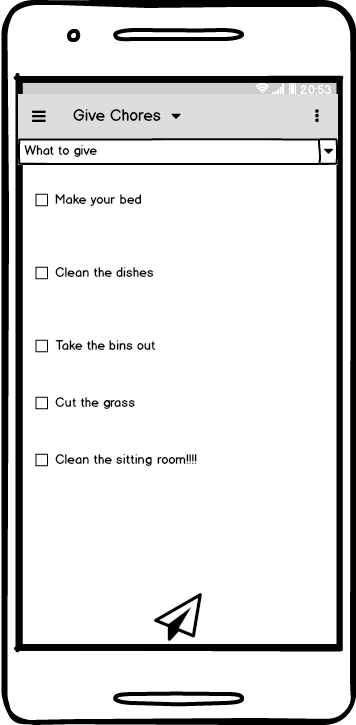 20:53
Give Chores
What to give
Make your bed
Clean the dishes
Take the bins out
Cut the grass
Clean the sitting room!!!!